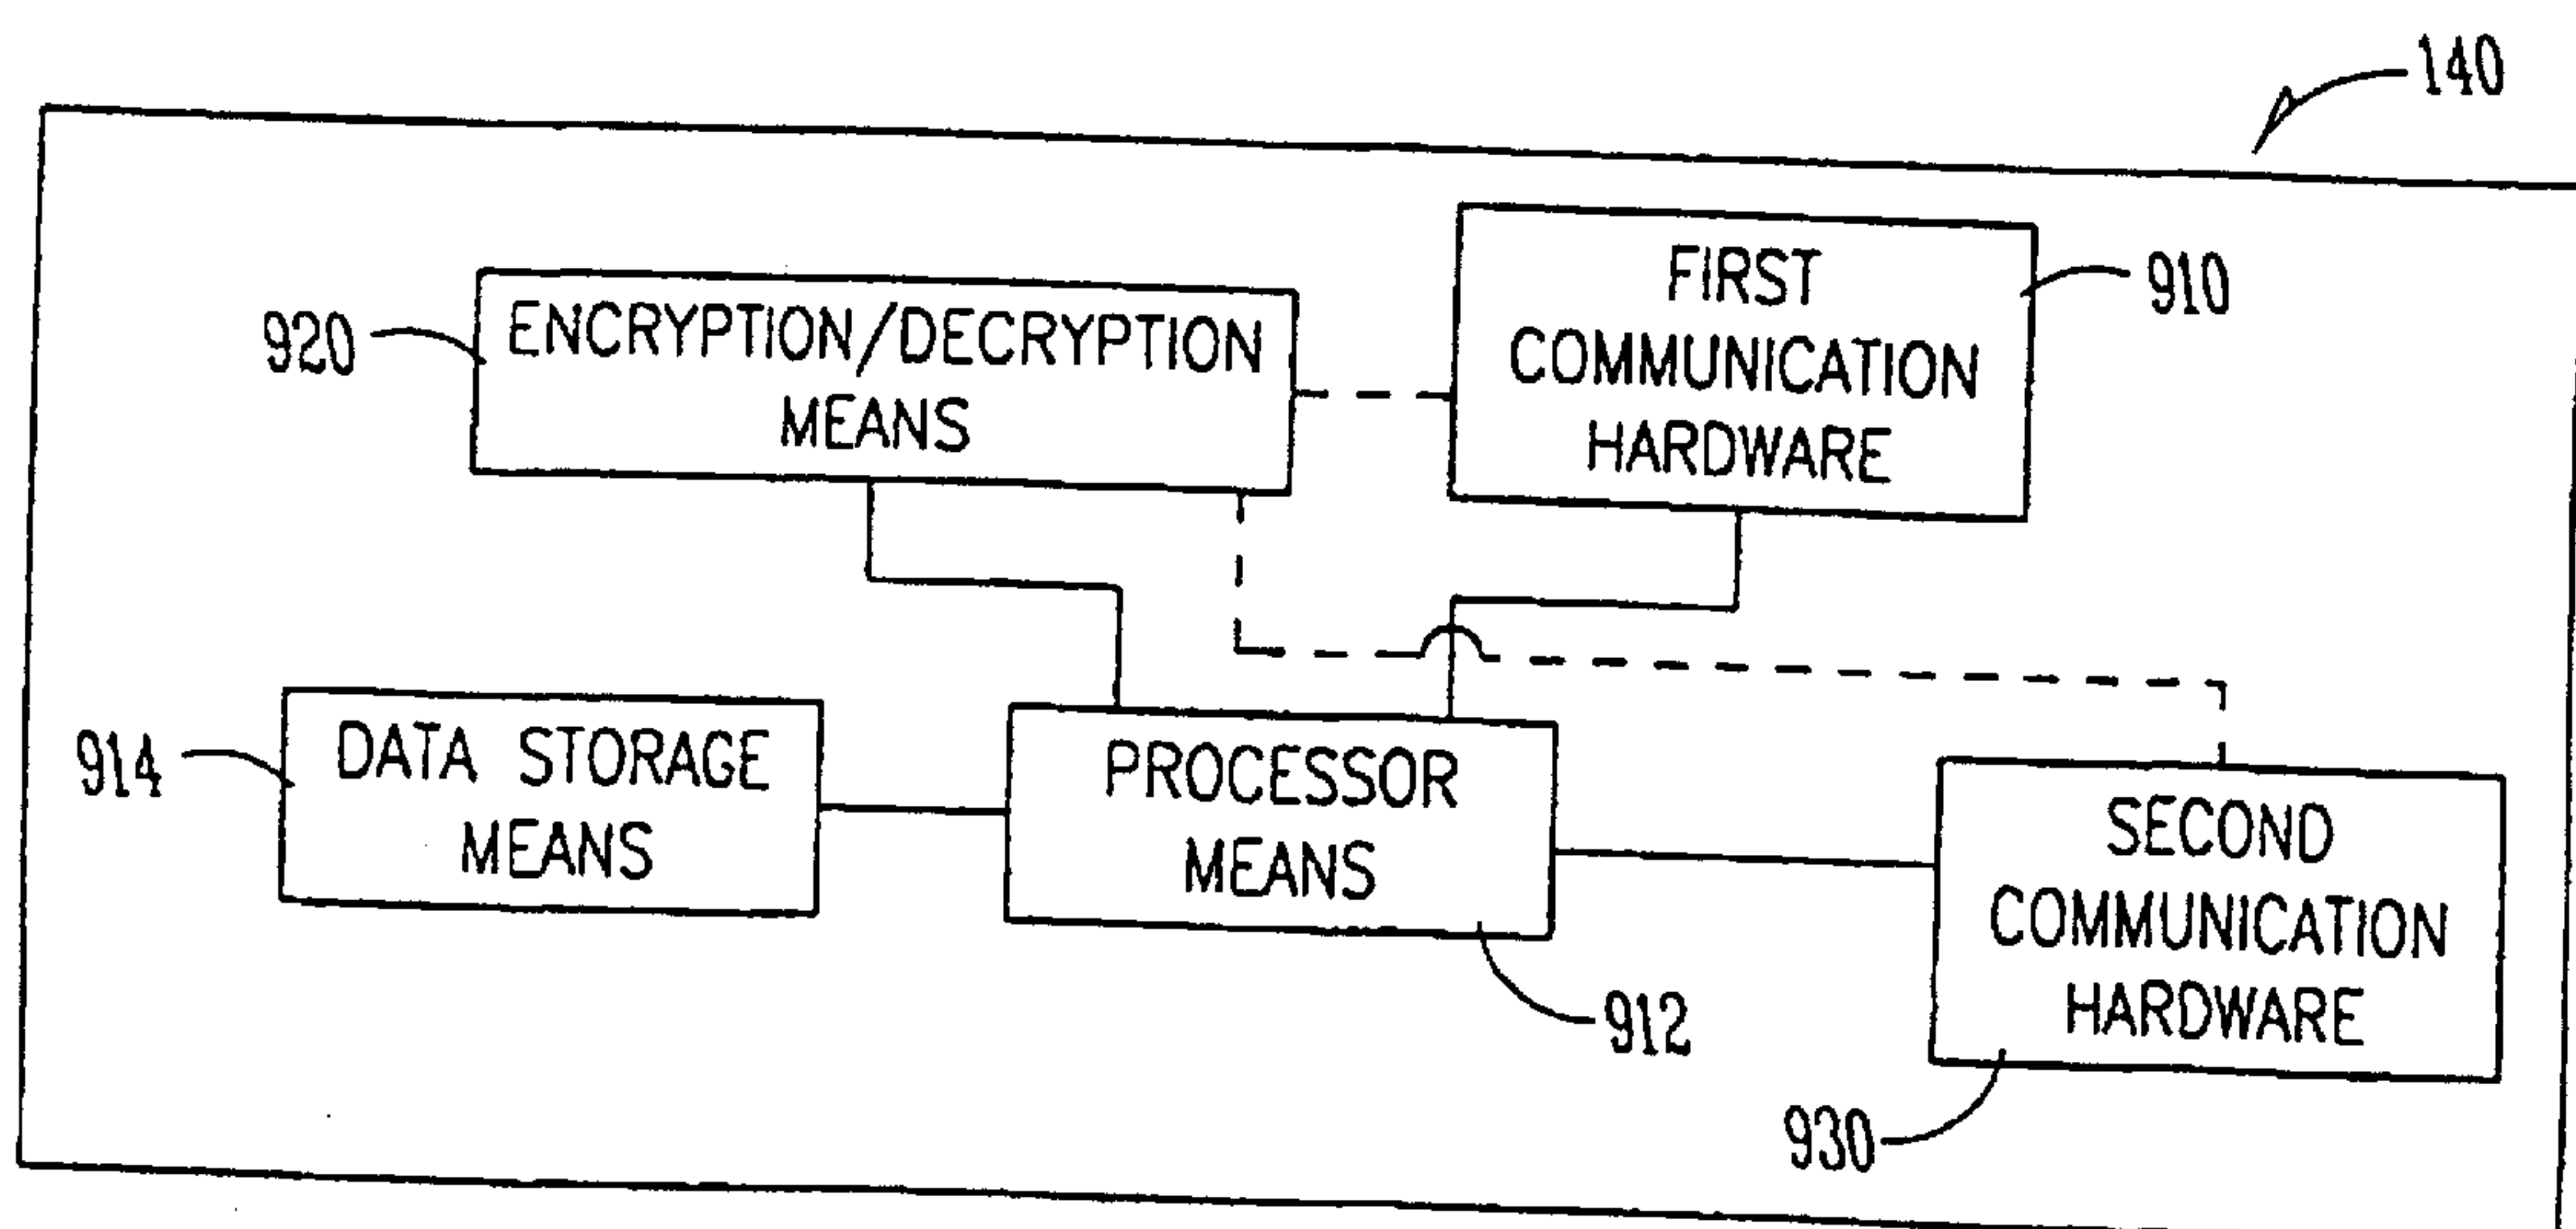 140
FIRST
COMMUNICATION
HARDWARE
910
920
ENCRYPTION/DECRYPTION
MEANS
914
DATA STORAGE
MEANS
PROCESSOR
MEANS
912
SECOND
COMMUNICATION
HARDWARE
930